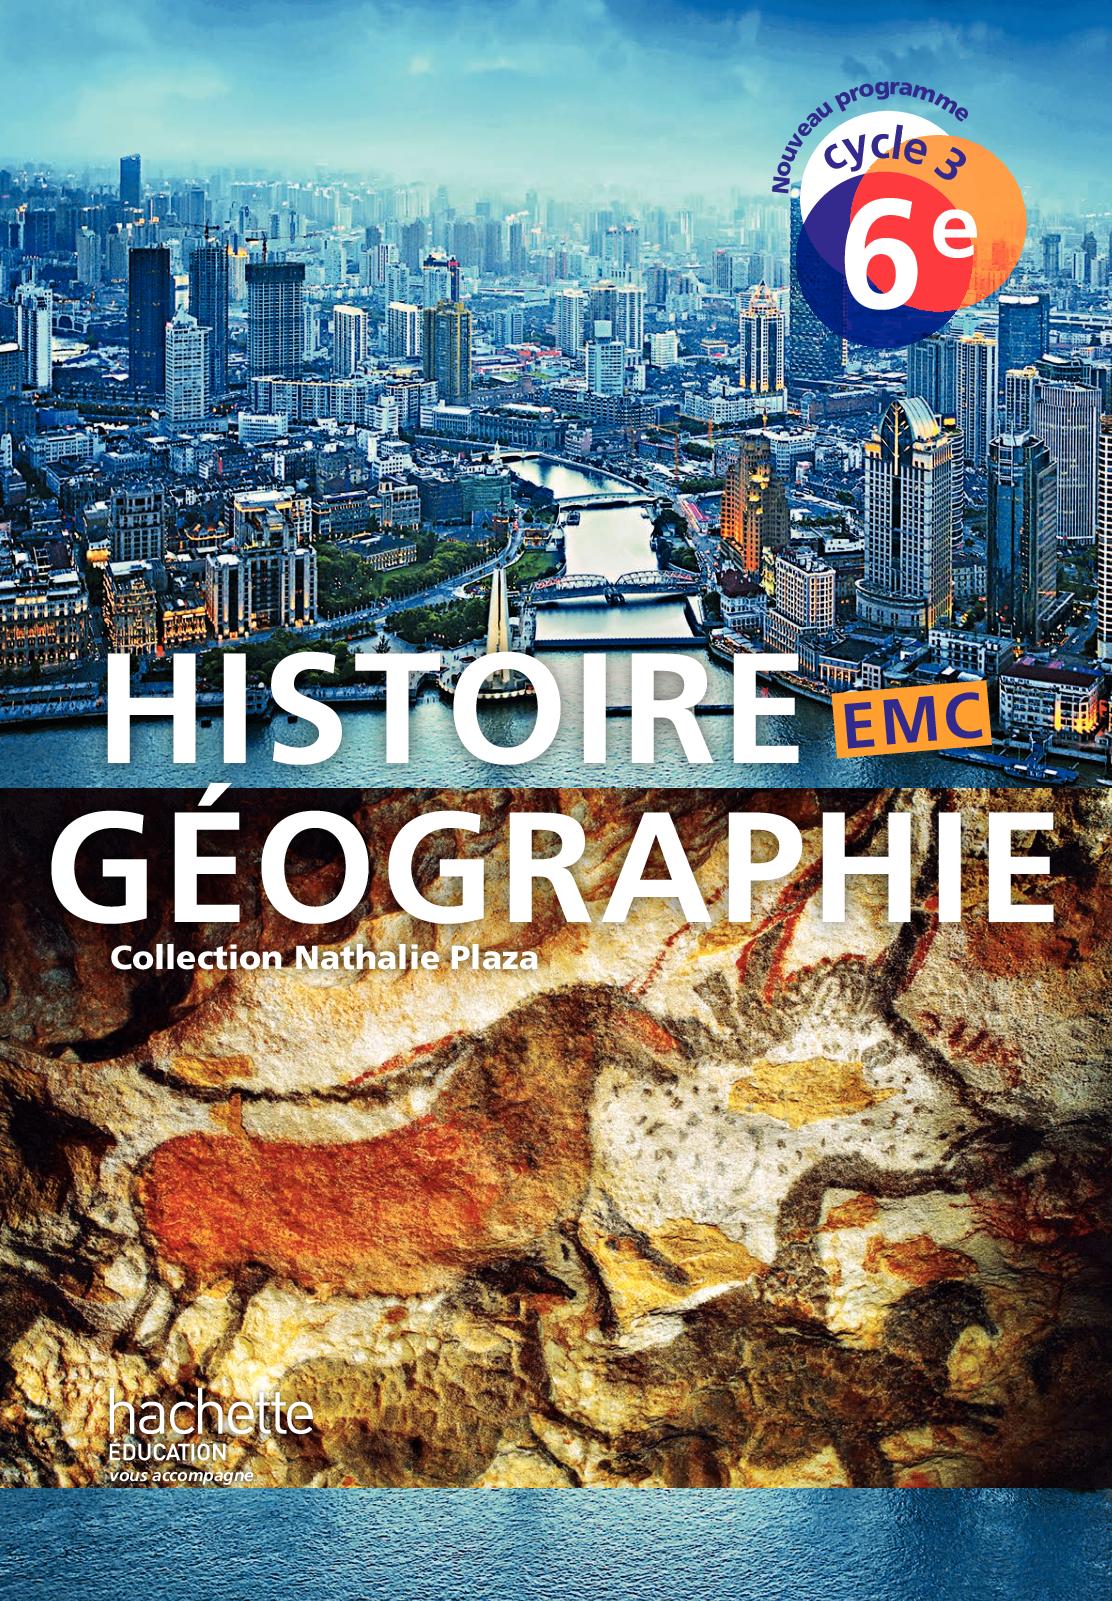 Nouveau programme
cycle 3
6e
HISTOIRE EMC
GÉOGRAPHIE
Collection Nathalie Plaza
hachette
ÉDUCATION
vous accompagne